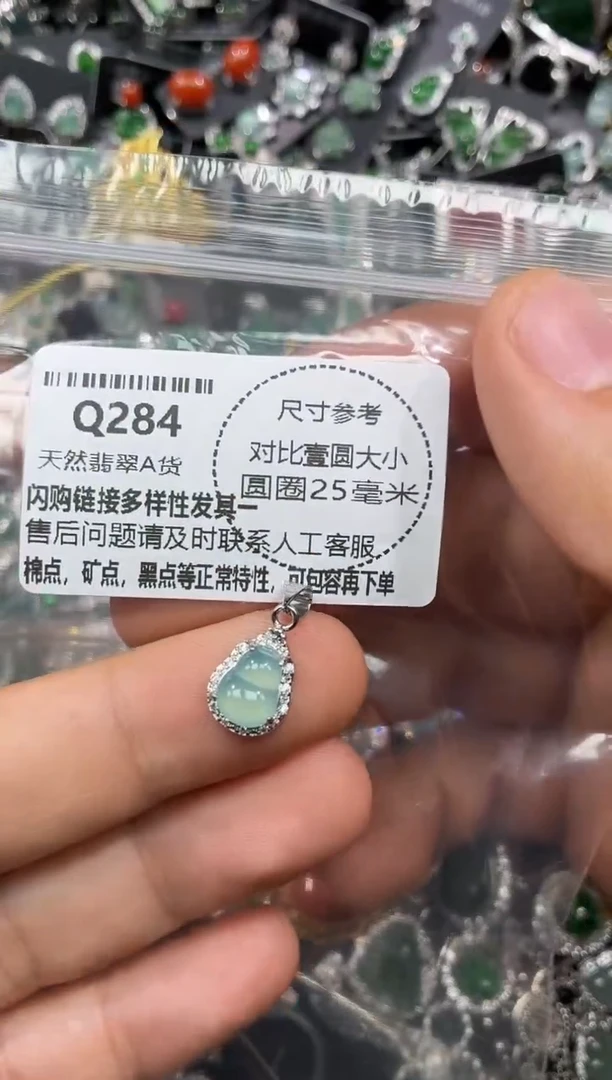 Q284
天然翡翠A货
尺寸参考
对比壹圆大小
圆圈25毫米
闪购链接多样性发其一
售后问题请及时联系人工客服
棉点，矿点，黑点等正常特性，可包容再下单